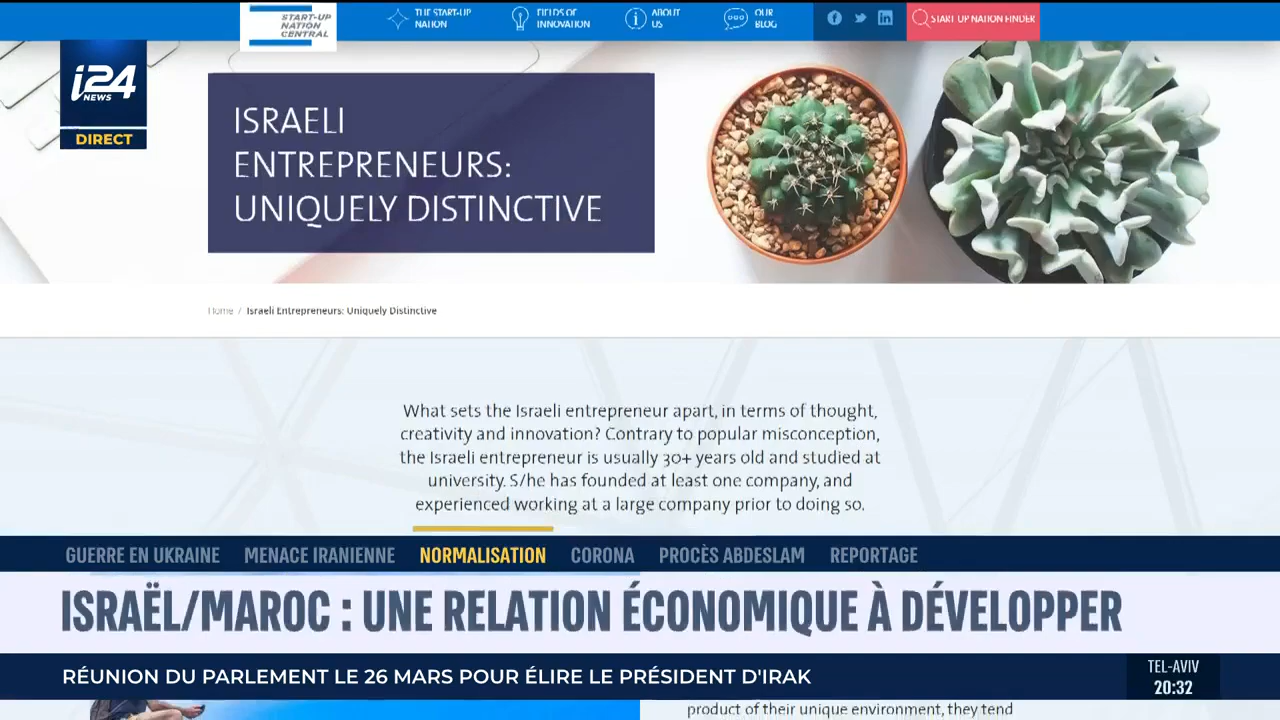 START-UP
NATION
CENTRAL
THE START-UP
NATION
FIELDS OF
INNOVATION
ABOUT
US
OUR
BLOG
START UP NATION FINDER
i24
NEWS
DIRECT
ISRAELI
ENTREPRENEURS:
UNIQUELY DISTINCTIVE
Home / Israeli Entrepreneurs: Uniquely Distinctive
What sets the Israeli entrepreneur apart, in terms of thought,
creativity and innovation? Contrary to popular misconception,
the Israeli entrepreneur is usually 30+ years old and studied at
university. S/he has founded at least one company, and
experienced working at a large company prior to doing so.
GUERRE EN UKRAINE MENACE IRANIENNE NORMALISATION CORONA PROCÈS ABDESLAM REPORTAGE
ISRAËL/MAROC : UNE RELATION ÉCONOMIQUE À DÉVELOPPER
RÉUNION DU PARLEMENT LE 26 MARS POUR ÉLIRE LE PRÉSIDENT D'IRAK
TEL-AVIV
20:32
product of their unique environment, they tend